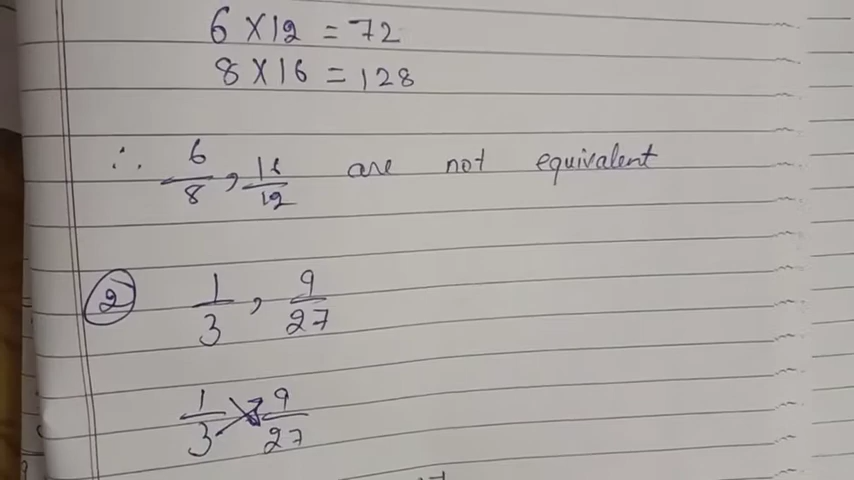 6 × 12 = 72
8 × 16 = 128
∴ 6/8 , 16/12 are not equivalent
② 1/3 , 9/27
1/3 9/27